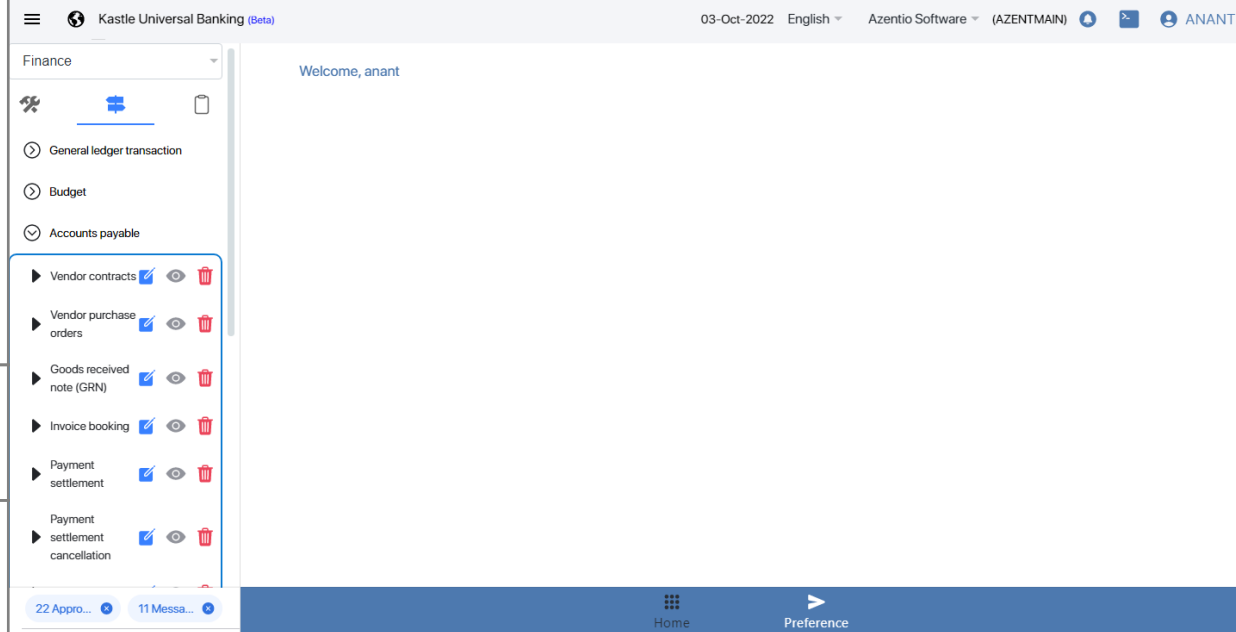 Kastle Universal Banking (Beta)
03-Oct-2022 English Azentio Software (AZENTMAIN) ANANT
Finance
Welcome, anant
General ledger transaction
Budget
Accounts payable
Vendor contracts
Vendor purchase
orders
Goods received
note (GRN)
Invoice booking
Payment
settlement
Payment
settlement
cancellation
22 Appro...
11 Messa...
Home
Preference